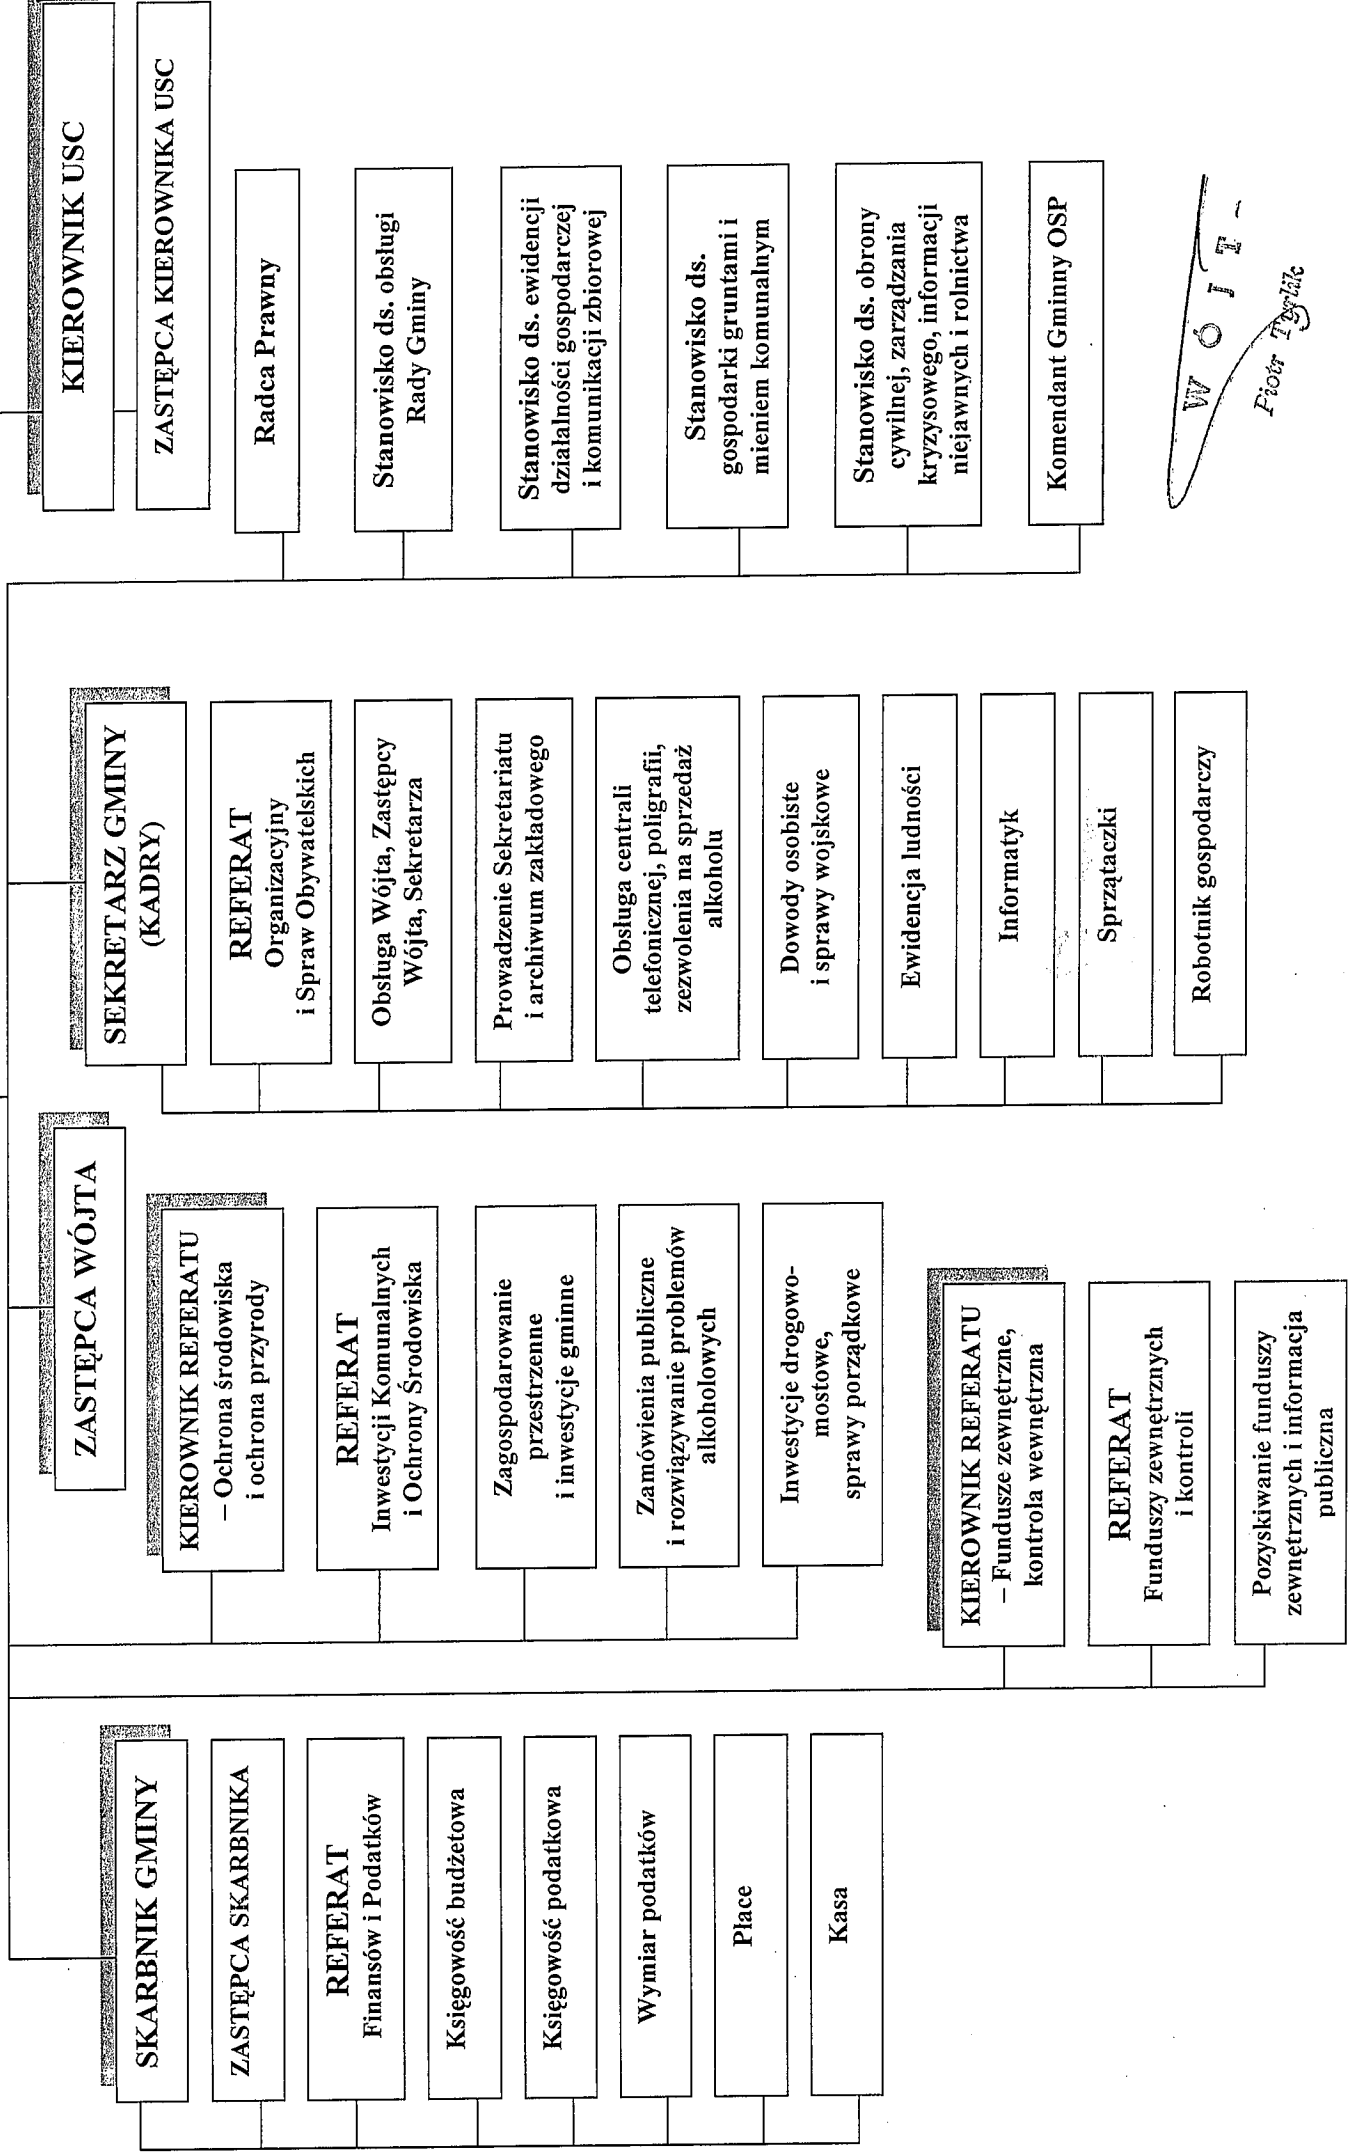 SKARBNIK GMINY
ZASTĘPCA SKARBNIKA
REFERAT
Finansów i Podatków
Księgowość budżetowa
Księgowość podatkowa
Wymiar podatków
Płace
Kasa
ZASTĘPCA WÓJTA
KIEROWNIK REFERATU
– Ochrona środowiska
i ochrona przyrody
REFERAT
Inwestycji Komunalnych
i Ochrony Środowiska
Zagospodarowanie
przestrzenne
i inwestycje gminne
Zamówienia publiczne
i rozwiązywanie problemów
alkoholowych
Inwestycje drogowo-
mostowe,
sprawy porządkowe
KIEROWNIK REFERATU
– Fundusze zewnętrzne,
kontrola wewnętrzna
REFERAT
Funduszy zewnętrznych
i kontroli
Pozyskiwanie funduszy
zewnętrznych i informacja
publiczna
SEKRETARZ GMINY
(KADRY)
REFERAT
Organizacyjny
i Spraw Obywatelskich
Obsługa Wójta, Zastępcy
Wójta, Sekretarza
Prowadzenie Sekretariatu
i archiwum zakładowego
Obsługa centrali
telefonicznej, poligrafii,
zezwolenia na sprzedaż
alkoholu
Dowody osobiste
i sprawy wojskowe
Ewidencja ludności
Informatyk
Sprzątaczki
Robotnik gospodarczy
KIEROWNIK USC
ZASTĘPCA KIEROWNIKA USC
Radca Prawny
Stanowisko ds. obsługi
Rady Gminy
Stanowisko ds. ewidencji
działalności gospodarczej
i komunikacji zbiorowej
Stanowisko ds.
gospodarki gruntami i
mieniem komunalnym
Stanowisko ds. obrony
cywilnej, zarządzania
kryzysowego, informacji
niejawnych i rolnictwa
Komendant Gminny OSP
W Ó J T
Piotr